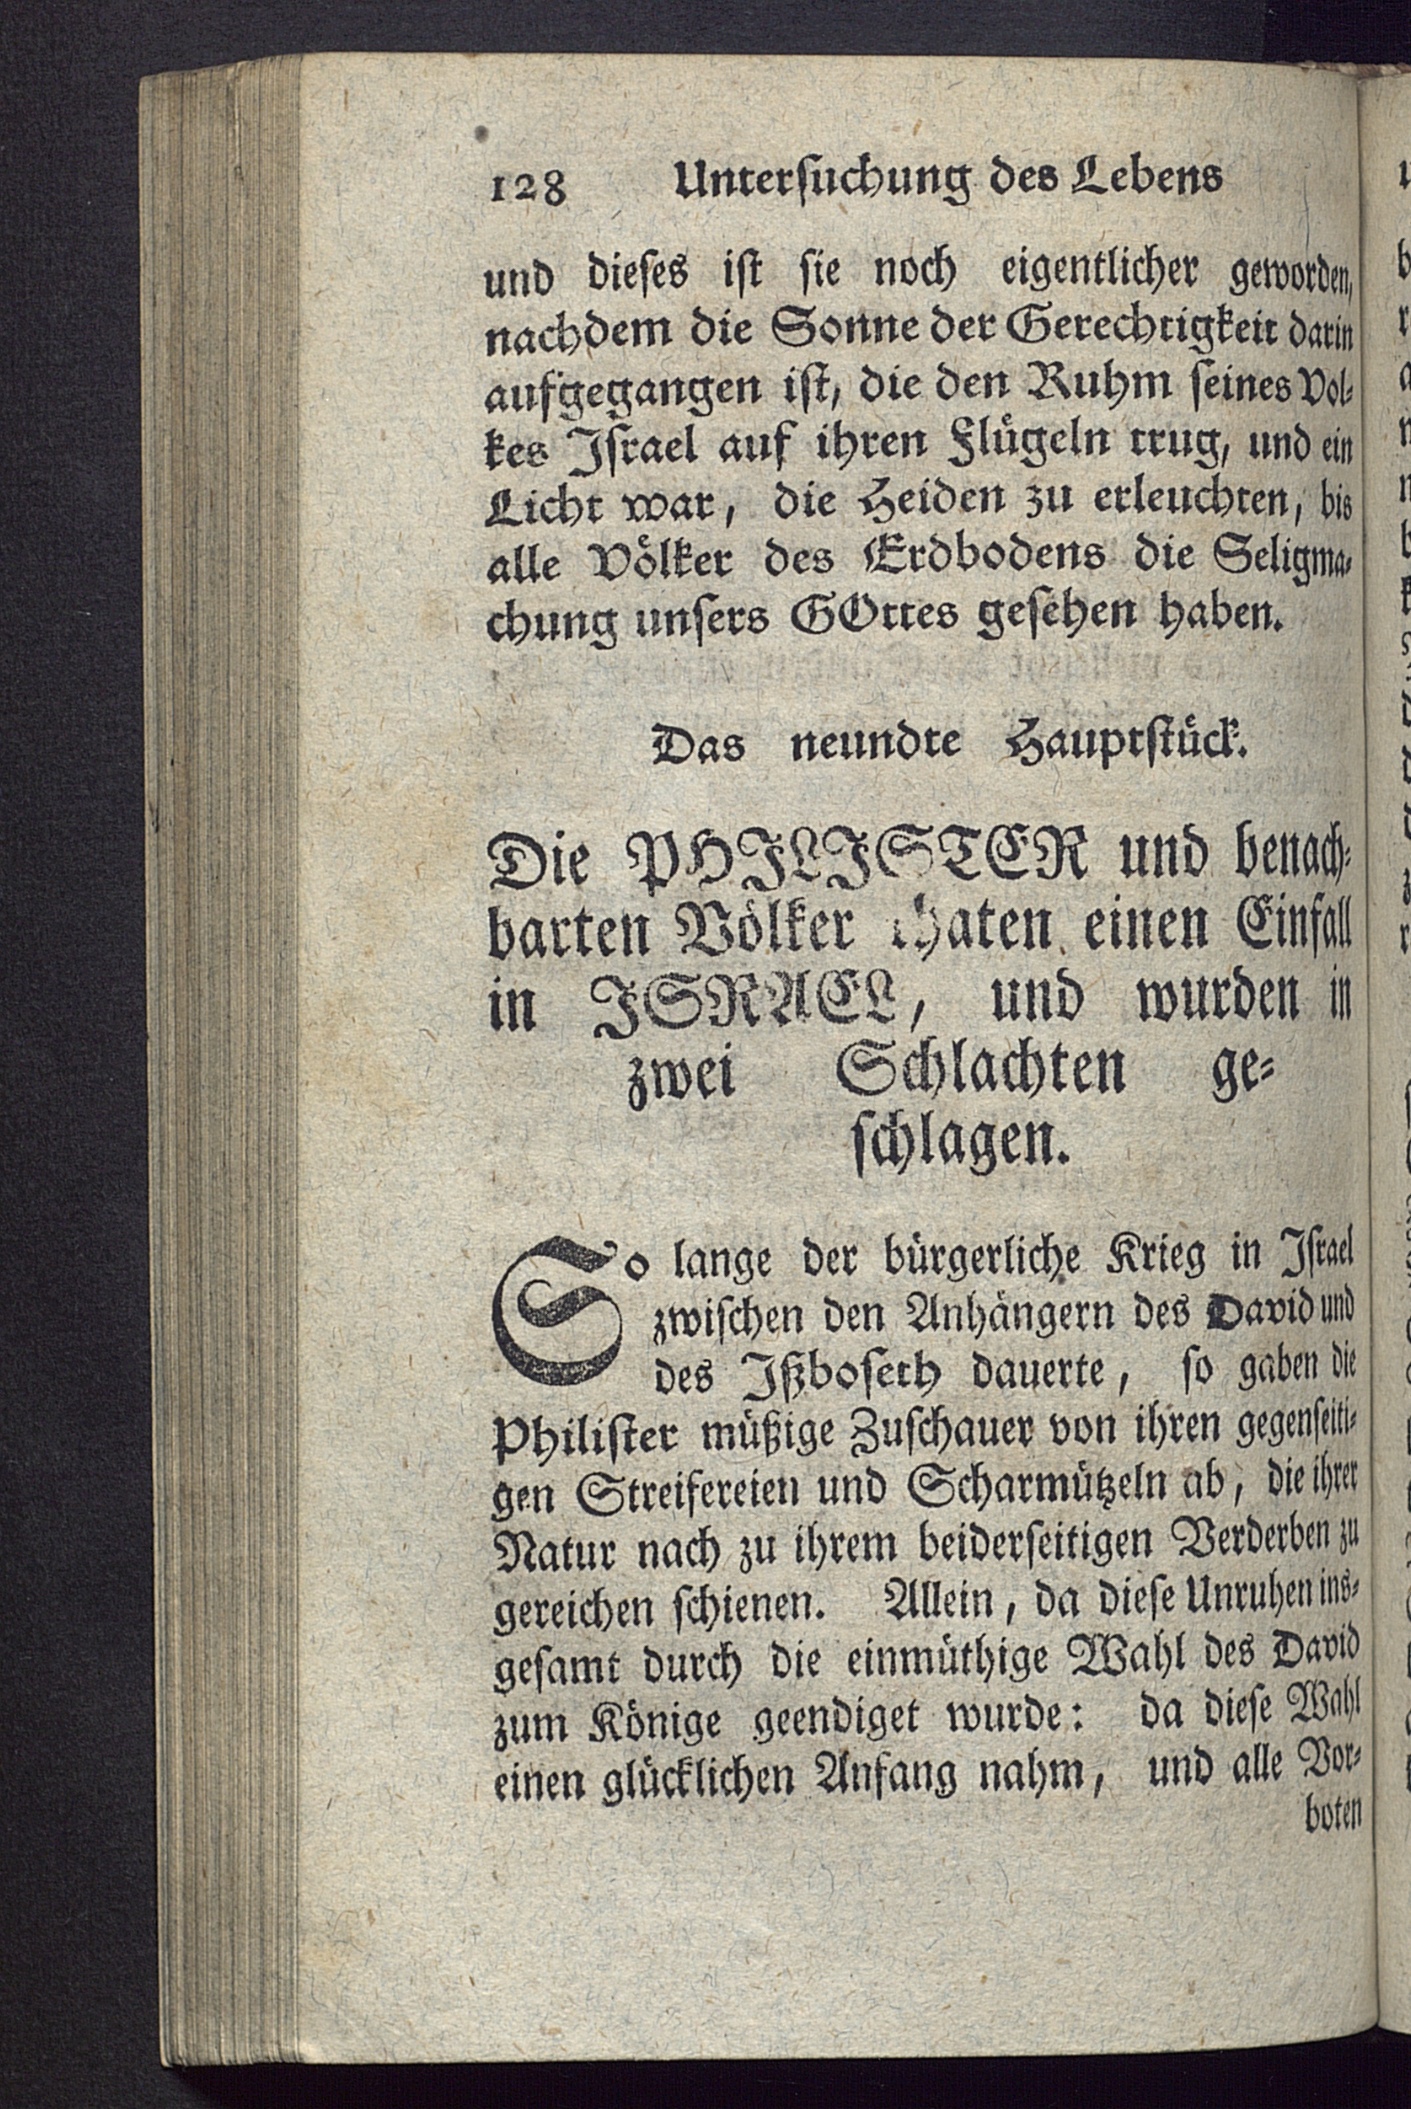 128 Unterſuchung des Lebens
und dieſes iſt ſie noch eigentlicher geworden,
nachdem die Sonne der Gerechtigkeit darin
aufgegangen iſt, die den Ruhm ſeines Vol-
kes Iſrael auf ihren Flügeln trug, und ein
Licht war, die Heiden zu erleuchten, bis
alle Völker des Erdbodens die Seligma-
chung unſers GOttes geſehen haben.
Das neundte Hauptſtück.
Die PHILISTER und benach-
barten Völker thaten einen Einfall
in ISRAEL, und wurden in
zwei Schlachten ge-
ſchlagen.
So lange der bürgerliche Krieg in Iſrael
zwiſchen den Anhängern des David und
des Ißboſeth dauerte, ſo gaben die
Philiſter müßige Zuſchauer von ihren gegenſeiti-
gen Streifereien und Scharmützeln ab, die ihrer
Natur nach zu ihrem beiderſeitigen Verderben zu
gereichen ſchienen. Allein, da dieſe Unruhen ins-
geſamt durch die einmüthige Wahl des David
zum Könige geendiget wurde: da dieſe Wahl
einen glücklichen Anfang nahm, und alle Vor-
boten